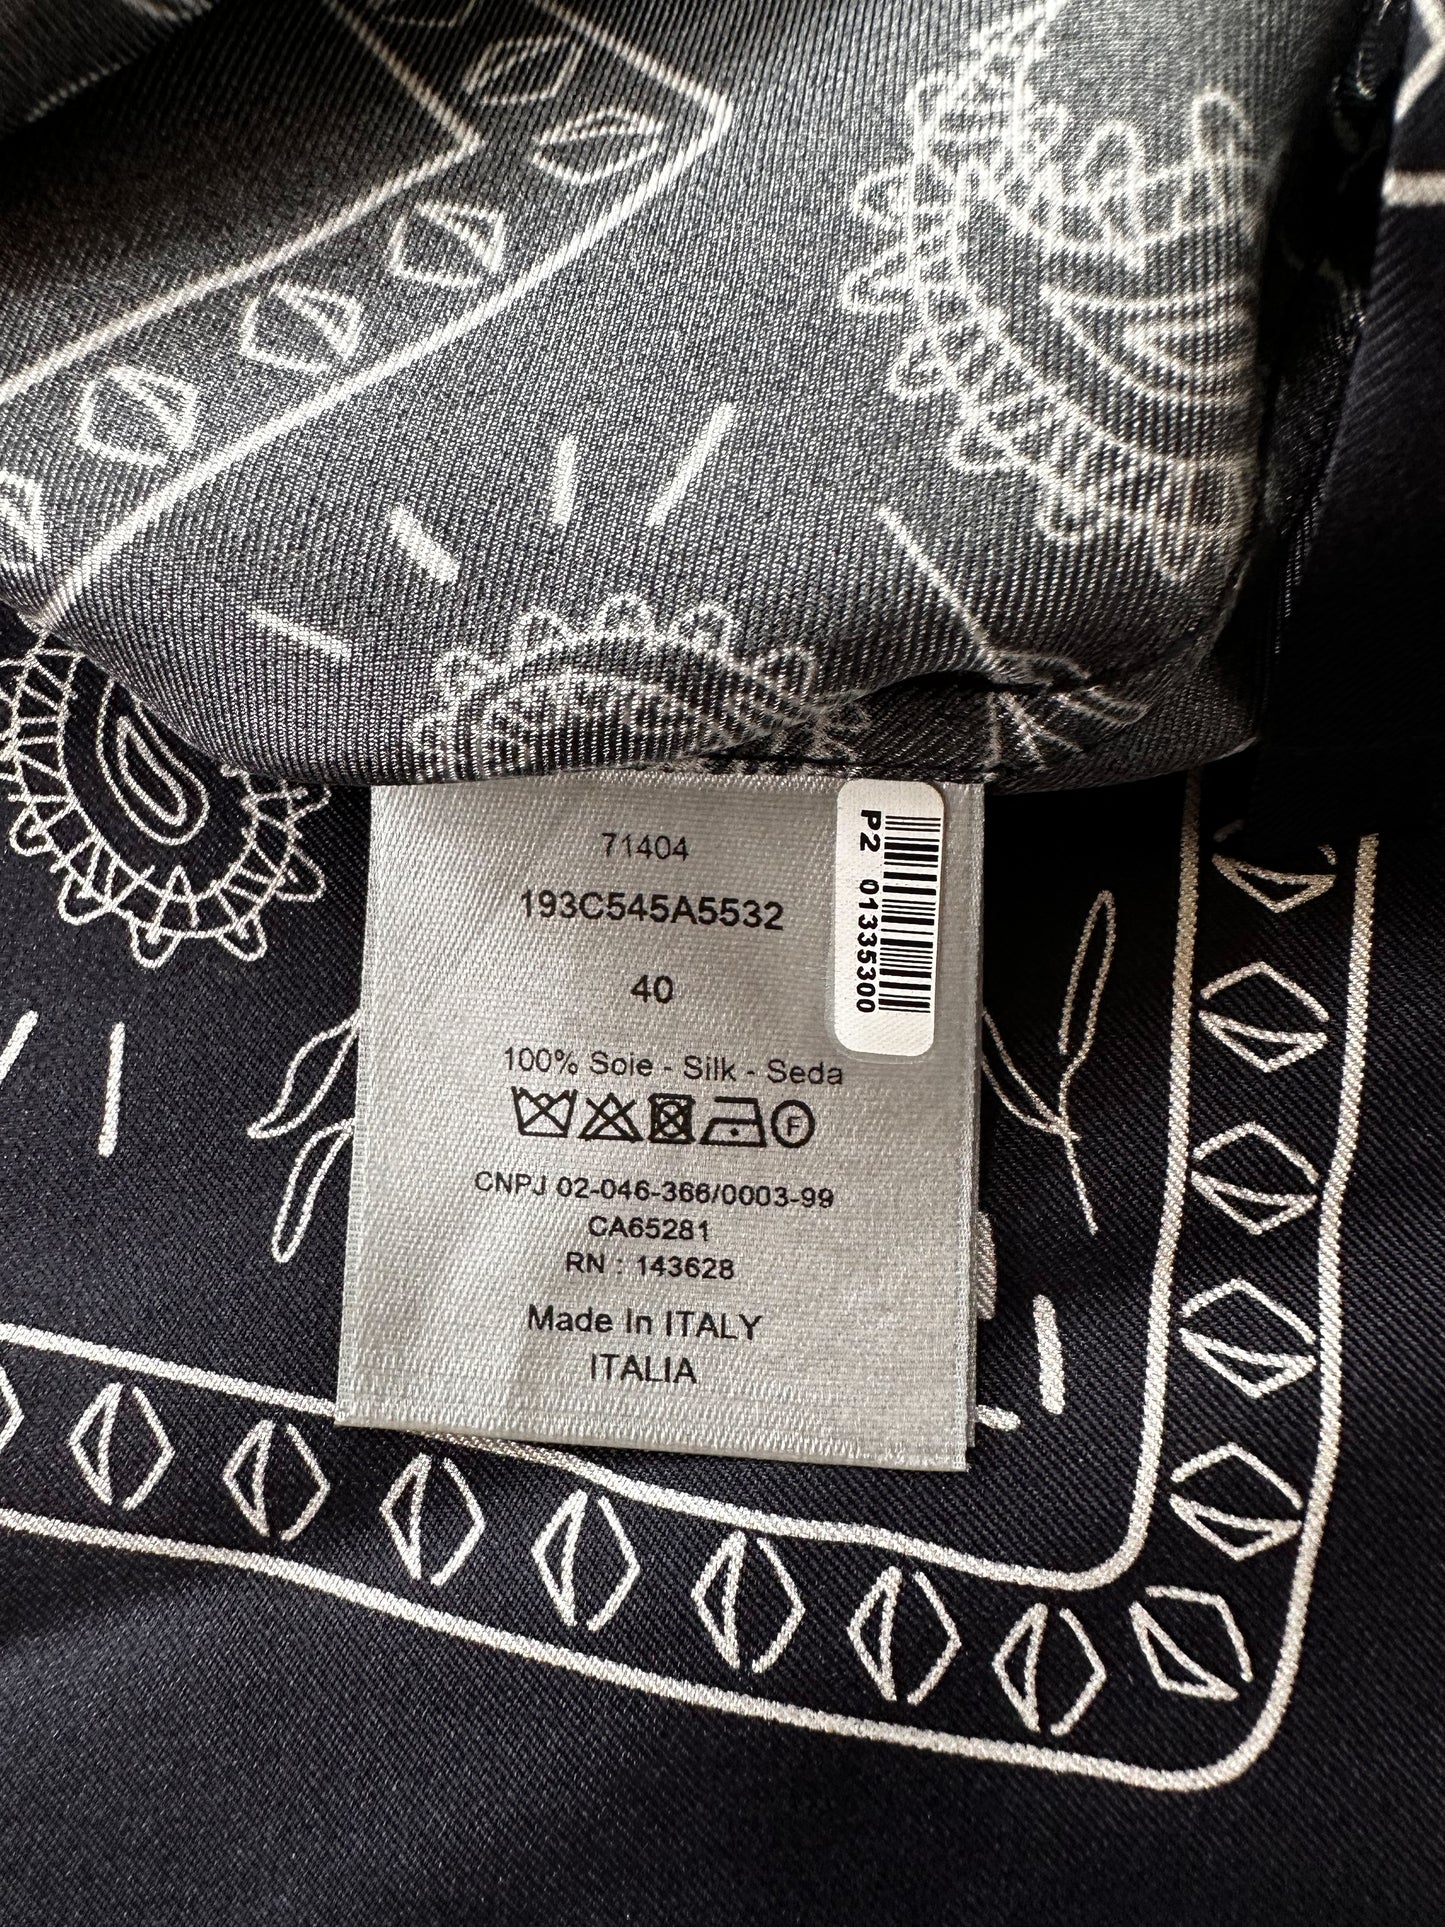 71404
193C545A5532
40
100% Soie - Silk - Seda
F
CNPJ 02-046-366/0003-99
CA65281
RN : 143628
Made In ITALY
ITALIA
P2 01335300